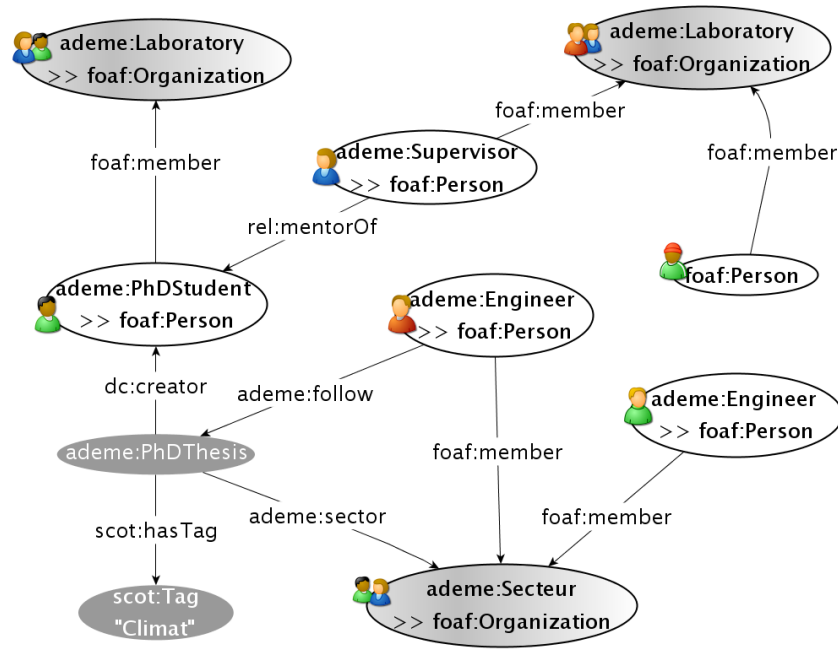 ademe:Laboratory
>> foaf:Organization
ademe:Laboratory
>> foaf:Organization
foaf:member
ademe:Supervisor
>> foaf:Person
foaf:member
foaf:member
rel:mentorOf
ademe:PhDStudent
>> foaf:Person
foaf:Person
ademe:Engineer
>> foaf:Person
dc:creator
ademe:follow
ademe:Engineer
>> foaf:Person
ademe:PhDThesis
foaf:member
scot:hasTag
ademe:sector
foaf:member
scot:Tag
"Climat"
ademe:Secteur
>> foaf:Organization